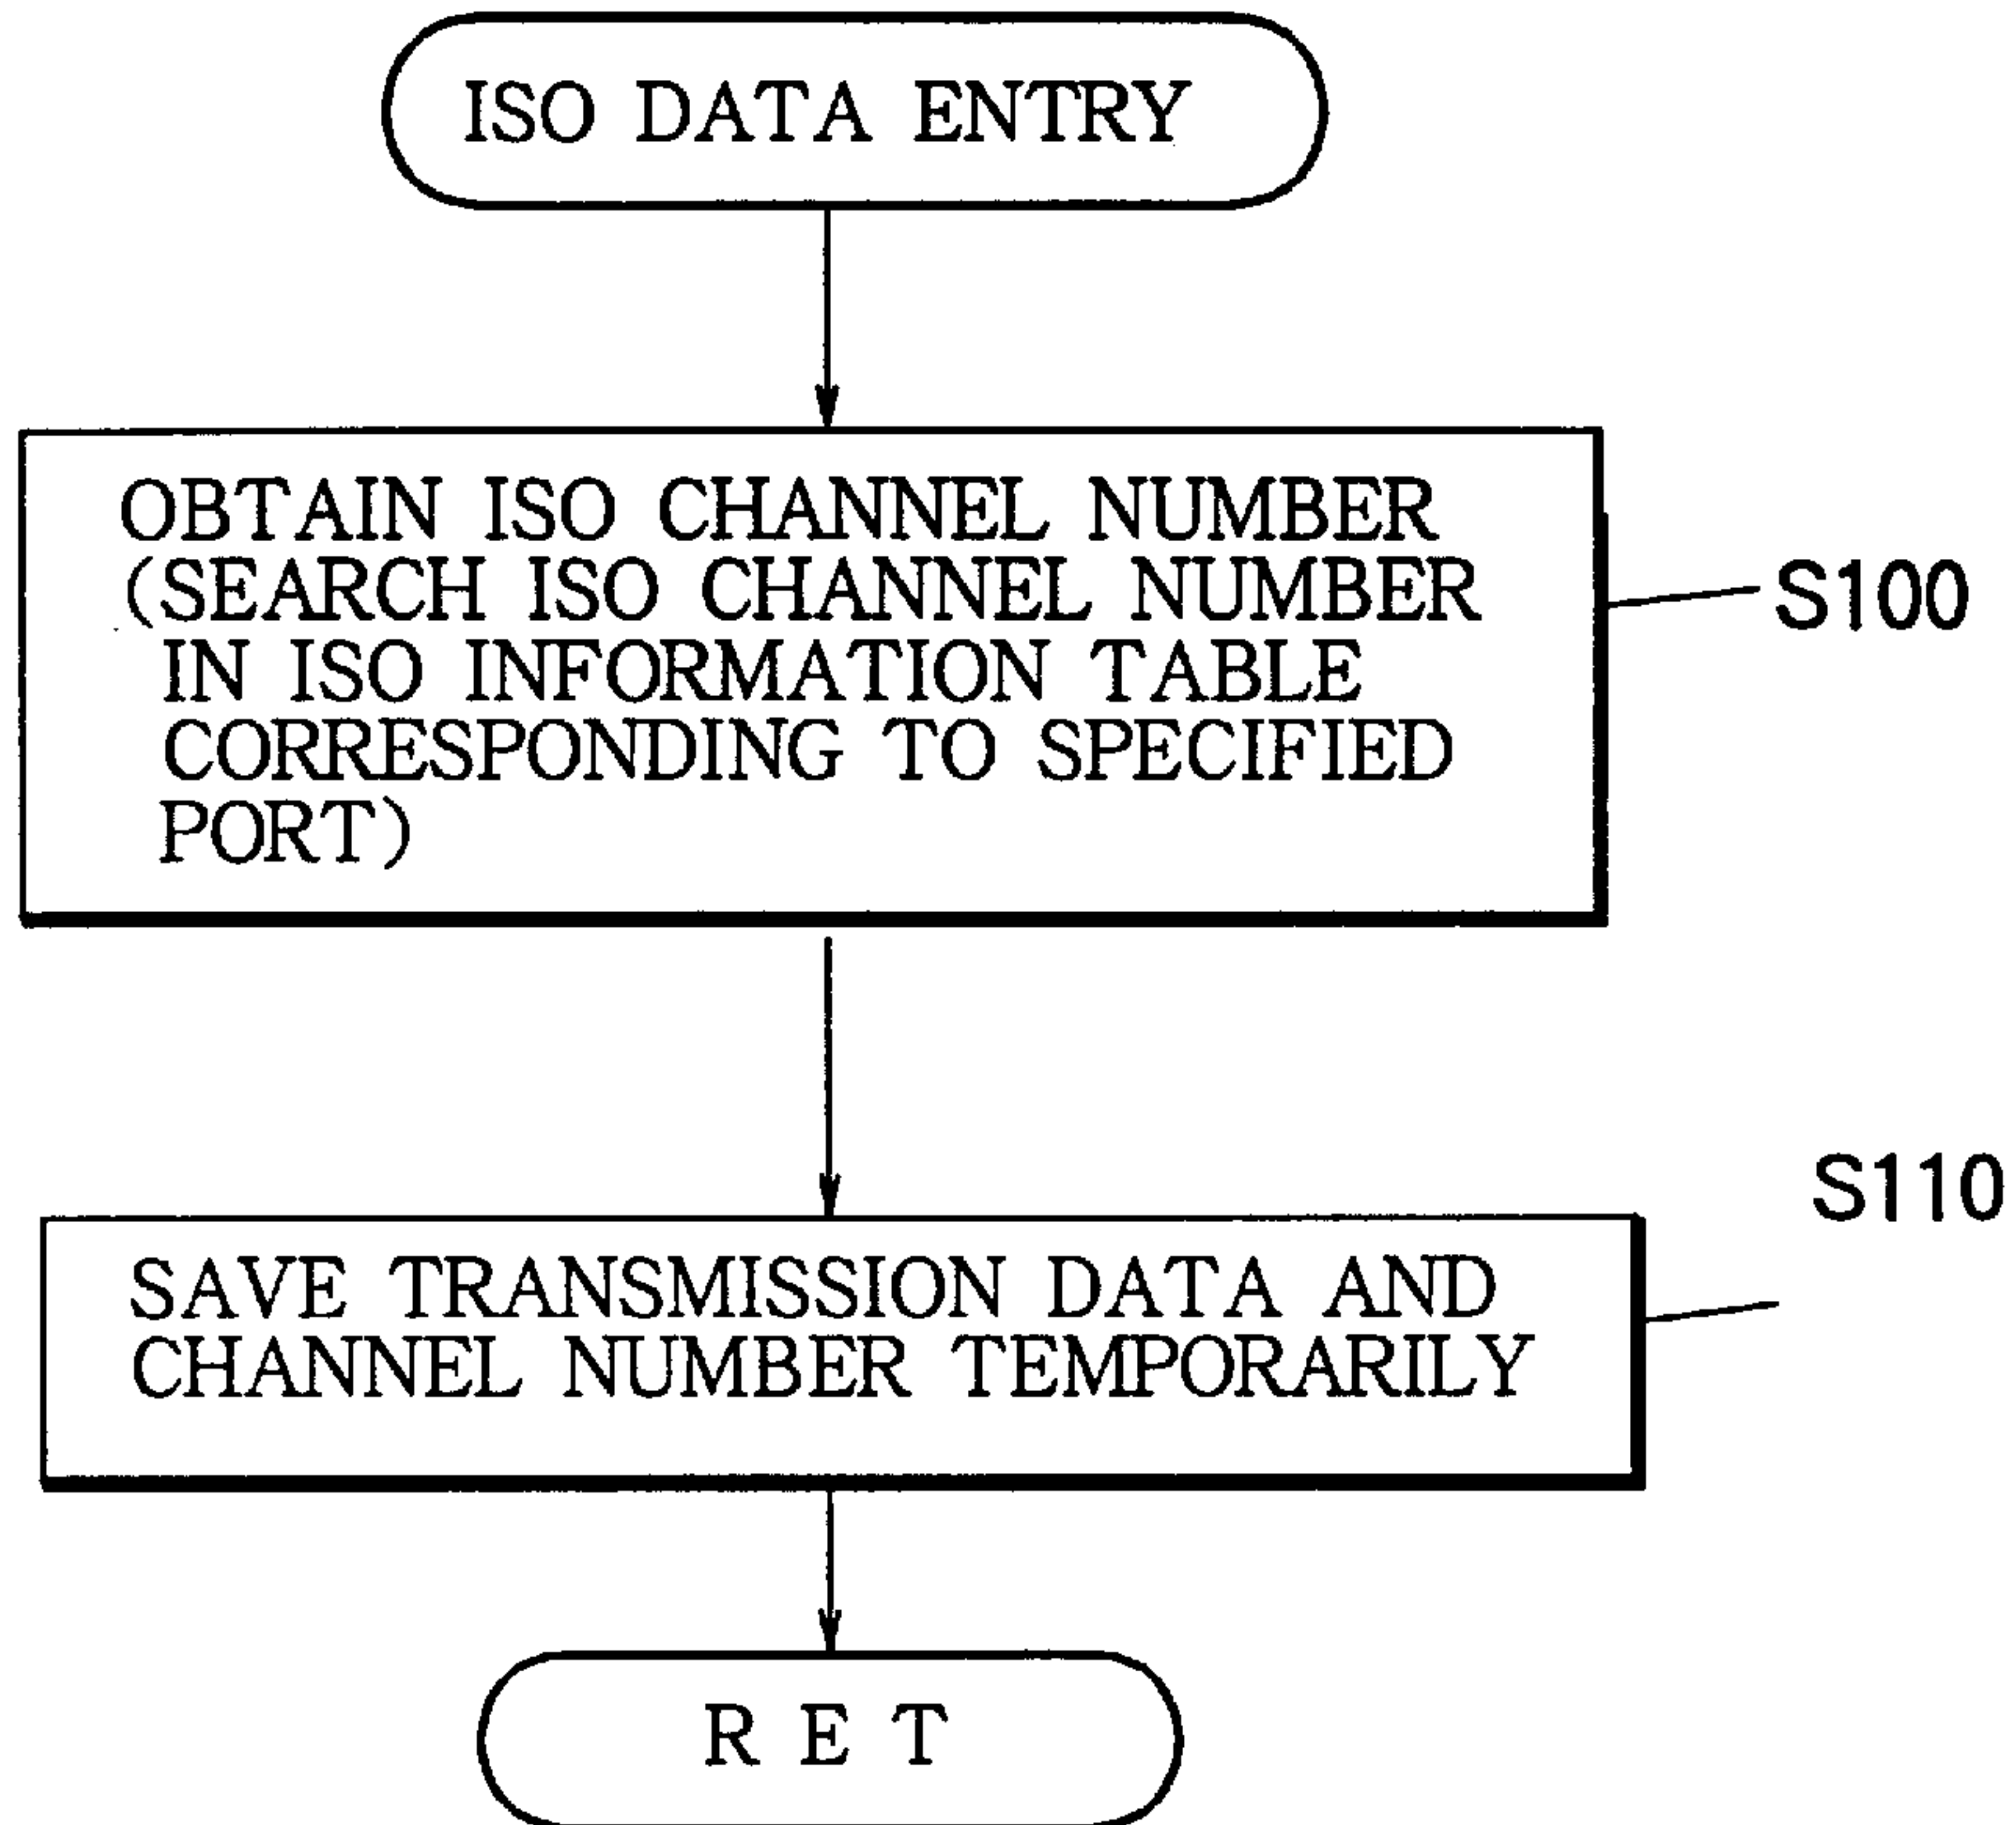 ISO DATA ENTRY
OBTAIN ISO CHANNEL NUMBER
(SEARCH ISO CHANNEL NUMBER
IN ISO INFORMATION TABLE
CORRESPONDING TO SPECIFIED
PORT)
S100
S110
SAVE TRANSMISSION DATA AND
CHANNEL NUMBER TEMPORARILY
R E T